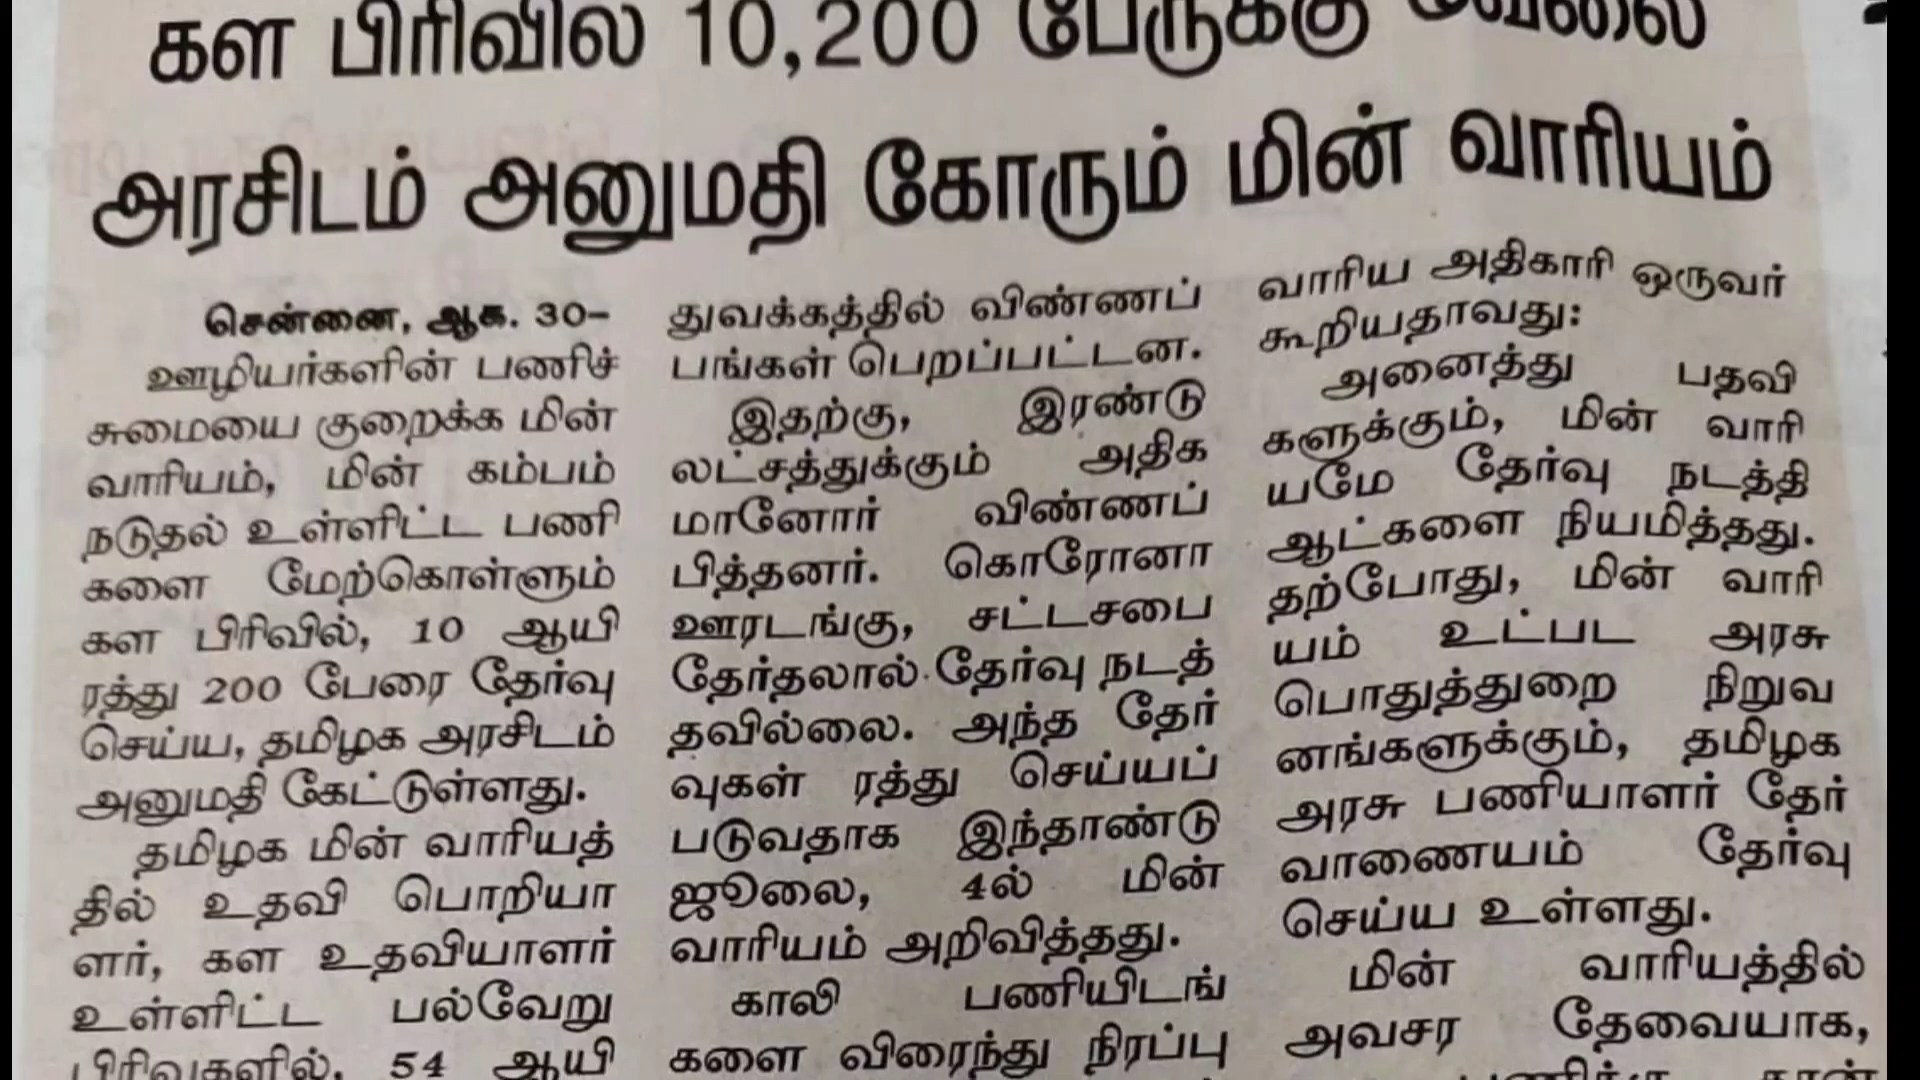 கள பிரிவில் 10,200 பேருக்கு வேலை
அரசிடம் அனுமதி கோரும் மின் வாரியம்
சென்னை, ஆக. 30–
ஊழியர்களின் பணிச்
சுமையை குறைக்க மின்
வாரியம், மின் கம்பம்
நடுதல் உள்ளிட்ட பணி
களை மேற்கொள்ளும்
கள பிரிவில், 10 ஆயி
ரத்து 200 பேரை தேர்வு
செய்ய, தமிழக அரசிடம்
அனுமதி கேட்டுள்ளது.
தமிழக மின் வாரியத்
தில் உதவி பொறியா
ளர், கள உதவியாளர்
உள்ளிட்ட பல்வேறு
பிரிவுகளில், 54 ஆயி
துவக்கத்தில் விண்ணப்
பங்கள் பெறப்பட்டன.
இதற்கு, இரண்டு
லட்சத்துக்கும் அதிக
மானோர் விண்ணப்
பித்தனர். கொரோனா
ஊரடங்கு, சட்டசபை
தேர்தலால் தேர்வு நடத்
தவில்லை. அந்த தேர்
வுகள் ரத்து செய்யப்
படுவதாக இந்தாண்டு
ஜூலை, 4ல் மின்
வாரியம் அறிவித்தது.
காலி பணியிடங்
களை விரைந்து நிரப்பு
வாரிய அதிகாரி ஒருவர்
கூறியதாவது:
அனைத்து பதவி
களுக்கும், மின் வாரி
யமே தேர்வு நடத்தி
ஆட்களை நியமித்தது.
தற்போது, மின் வாரி
யம் உட்பட அரசு
பொதுத்துறை நிறுவ
னங்களுக்கும், தமிழக
அரசு பணியாளர் தேர்
வாணையம் தேர்வு
செய்ய உள்ளது.
மின் வாரியத்தில்
அவசர தேவையாக,